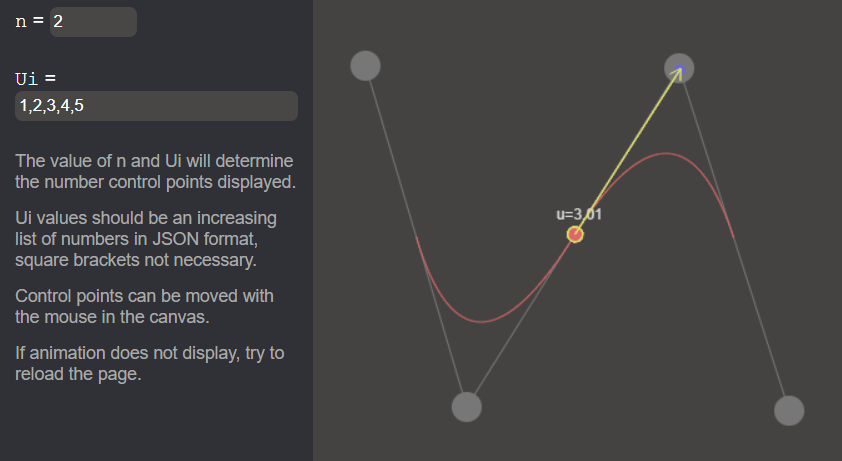 n = 2
Ui =
1,2,3,4,5
The value of n and Ui will determine
the number control points displayed.
Ui values should be an increasing
list of numbers in JSON format,
square brackets not necessary.
Control points can be moved with
the mouse in the canvas.
If animation does not display, try to
reload the page.
u=3.01